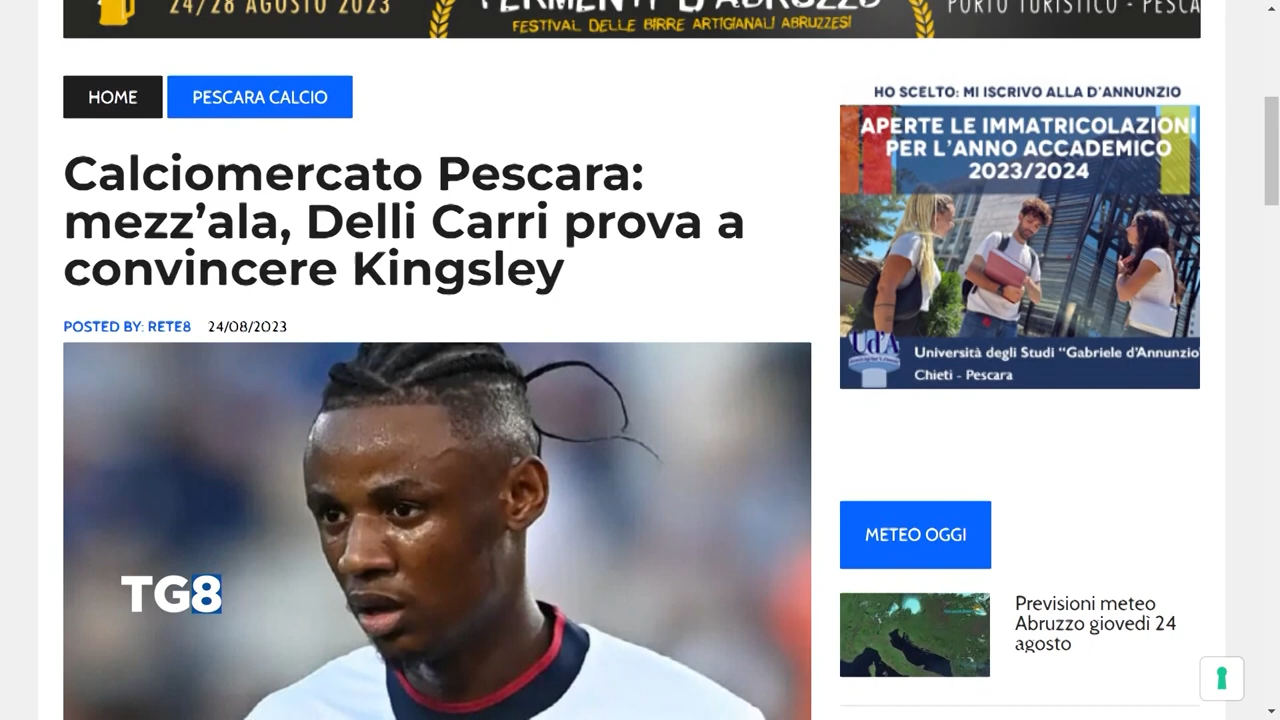 24/28 AGOSTO 2023
FERMENTI D'ABRUZZO
FESTIVAL DELLE BIRRE ARTIGIANALI ABRUZZESI
PORTO TURISTICO - PESCA
HOME
PESCARA CALCIO
Calciomercato Pescara:
mezz’ala, Delli Carri prova a
convincere Kingsley
POSTED BY: RETE8 24/08/2023
TG8
HO SCELTO: MI ISCRIVO ALLA D’ANNUNZIO
APERTE LE IMMATRICOLAZIONI
PER L’ANNO ACCADEMICO
2023/2024
Ud'A
Università degli Studi “Gabriele d’Annunzio”
Chieti - Pescara
METEO OGGI
Previsioni meteo
Abruzzo giovedì 24
agosto